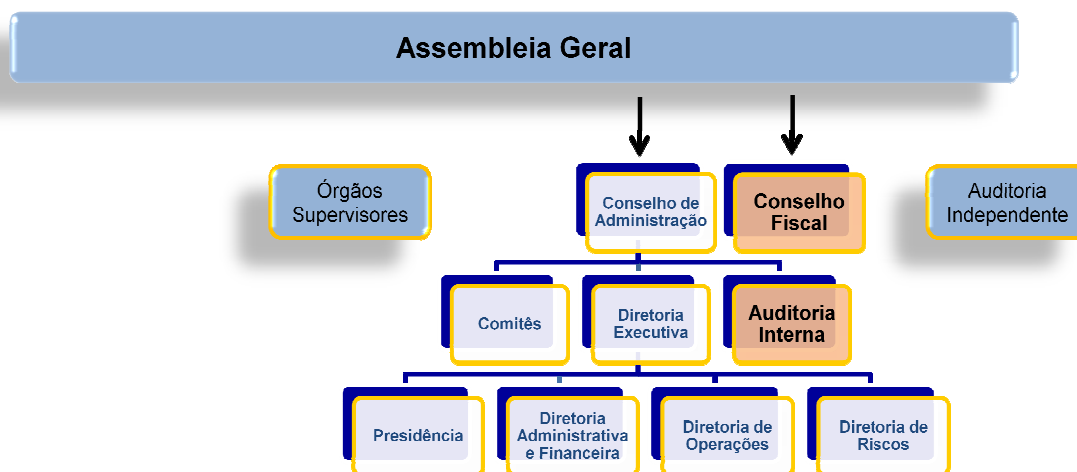 Assembleia Geral
Órgãos
Supervisores
Conselho de
Administração
Conselho
Fiscal
Auditoria
Independente
Comitês
Diretoria
Executiva
Auditoria
Interna
Presidência
Diretoria
Administrativa
e Financeira
Diretoria de
Operações
Diretoria de
Riscos